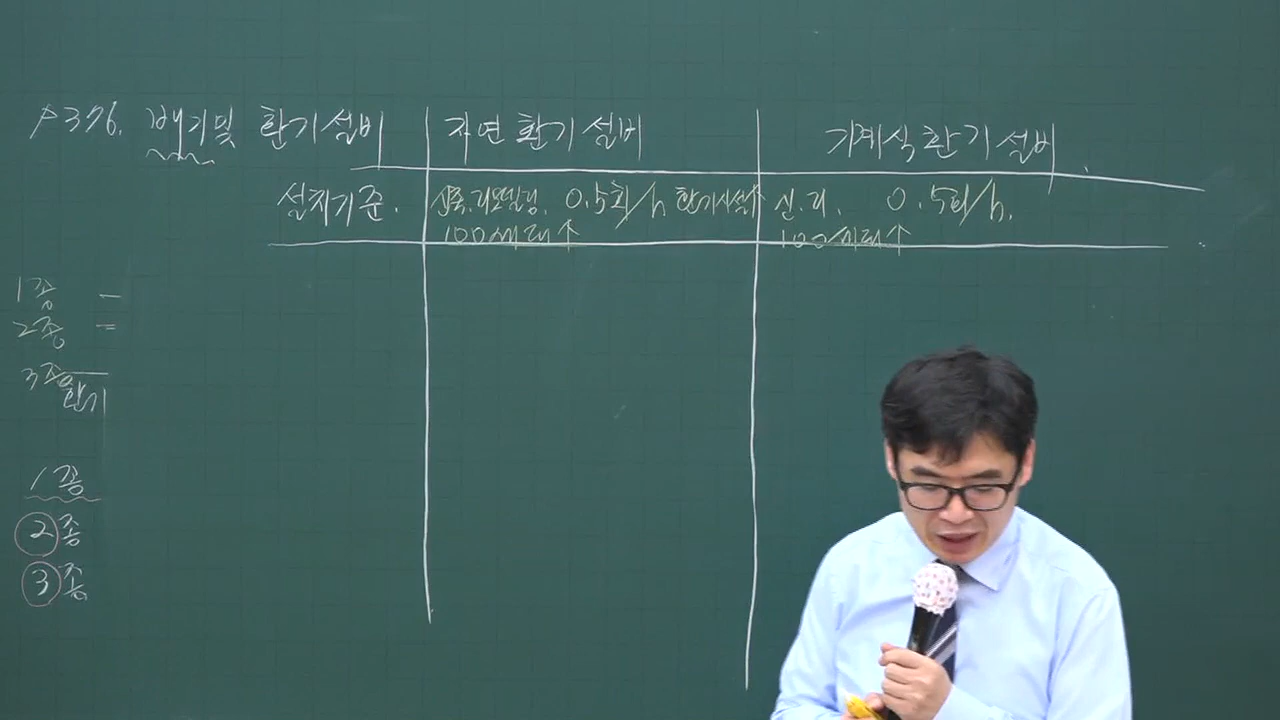 P376. 배기및 환기설비 자연환기설비 기계식환기설비
설치기준. 신축.리모델링. 0.5회/h 환기시설 신.리. 0.5회/h.
100세대↑ 100세대↑
1종 -
2종 =
3종
환기
1종
②종
③종